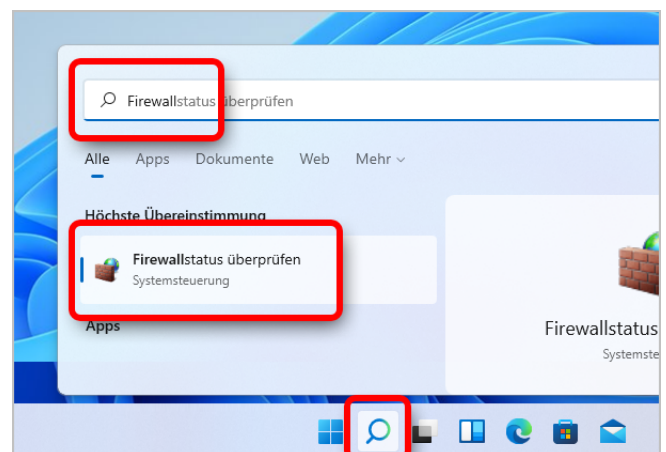 Firewallstatus überprüfen
Alle Apps Dokumente Web Mehr
Höchste Übereinstimmung
Firewallstatus überprüfen
Systemsteuerung
Apps
Firewallstatus
Systemste